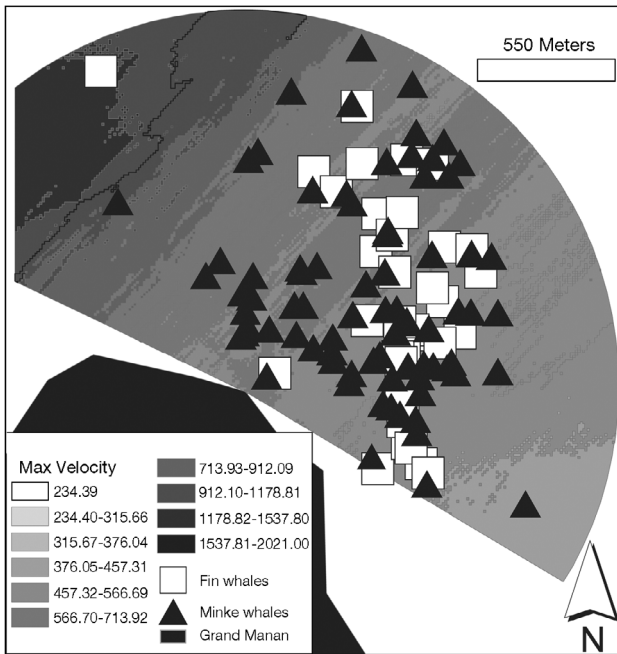 550 Meters
Max Velocity
234.39
234.40-315.66
315.67-376.04
376.05-457.31
457.32-566.69
566.70-713.92
713.93-912.09
912.10-1178.81
1178.82-1537.80
1537.81-2021.00
Fin whales
Minke whales
Grand Manan
N